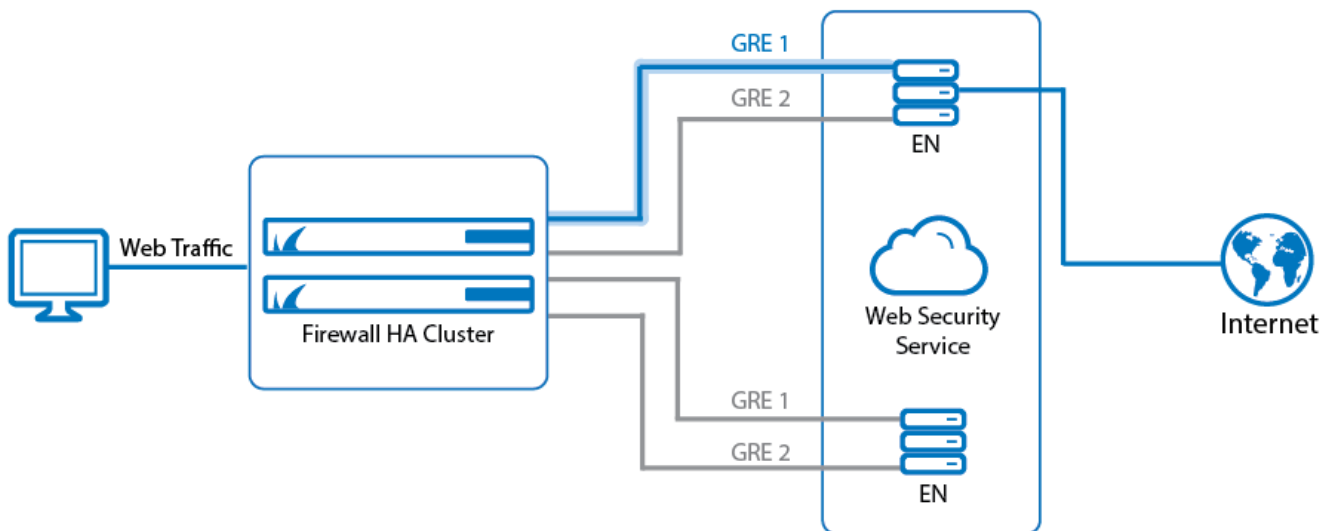 GRE 1
GRE 2
EN
Web Traffic
Firewall HA Cluster
Web Security
Service
Internet
GRE 1
GRE 2
EN